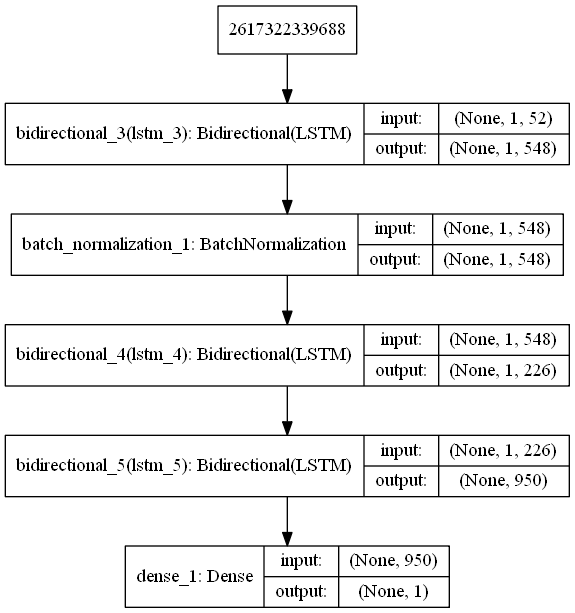 2617322339688
bidirectional_3(lstm_3): Bidirectional(LSTM)
input: (None, 1, 52)
output: (None, 1, 548)
batch_normalization_1: BatchNormalization
input: (None, 1, 548)
output: (None, 1, 548)
bidirectional_4(lstm_4): Bidirectional(LSTM)
input: (None, 1, 548)
output: (None, 1, 226)
bidirectional_5(lstm_5): Bidirectional(LSTM)
input: (None, 1, 226)
output: (None, 950)
dense_1: Dense
input: (None, 950)
output: (None, 1)